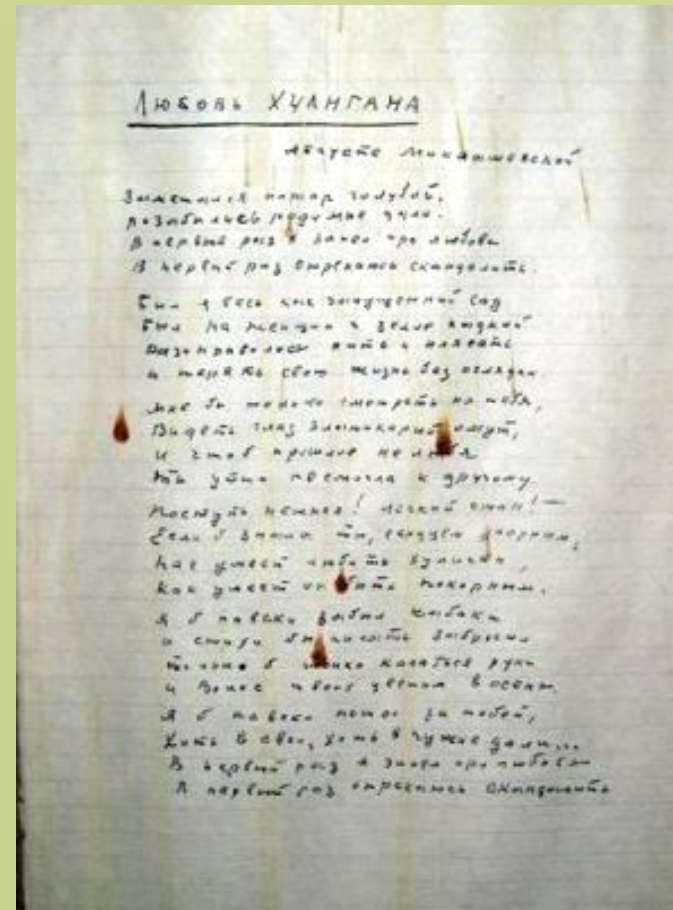 ЛЮБОВЬ ХУЛИГАНА
Августе Миклашевской
Заметался пожар голубой,
позабылись родимые дали.
В первый раз я запел про любовь
В первый раз отрекаюсь скандалить.
Был я весь как запущенный сад
был на женщин и зелие падкий
Разонравилось пить и плясать
и терять свою жизнь без оглядки.
Мне бы только смотреть на тебя,
Видеть глаз златокарий омут,
и чтоб прошлое не любя
ты уйти не смогла к другому.
Поступь нежная! легкий стан!—
Если б знала ты, сердцем упорным,
Как умеет любить хулиган,
Как умеет он быть покорным.
Я б навеки забыл кабаки
и стихи бы писать забросил
только б тонко касаться руки
и волос твоих цветом в осень.
Я б навеки пошел за тобой,
Хоть в свои, хоть в чужие дали...
В первый раз я запел про любовь
В первый раз отрекаюсь скандалить